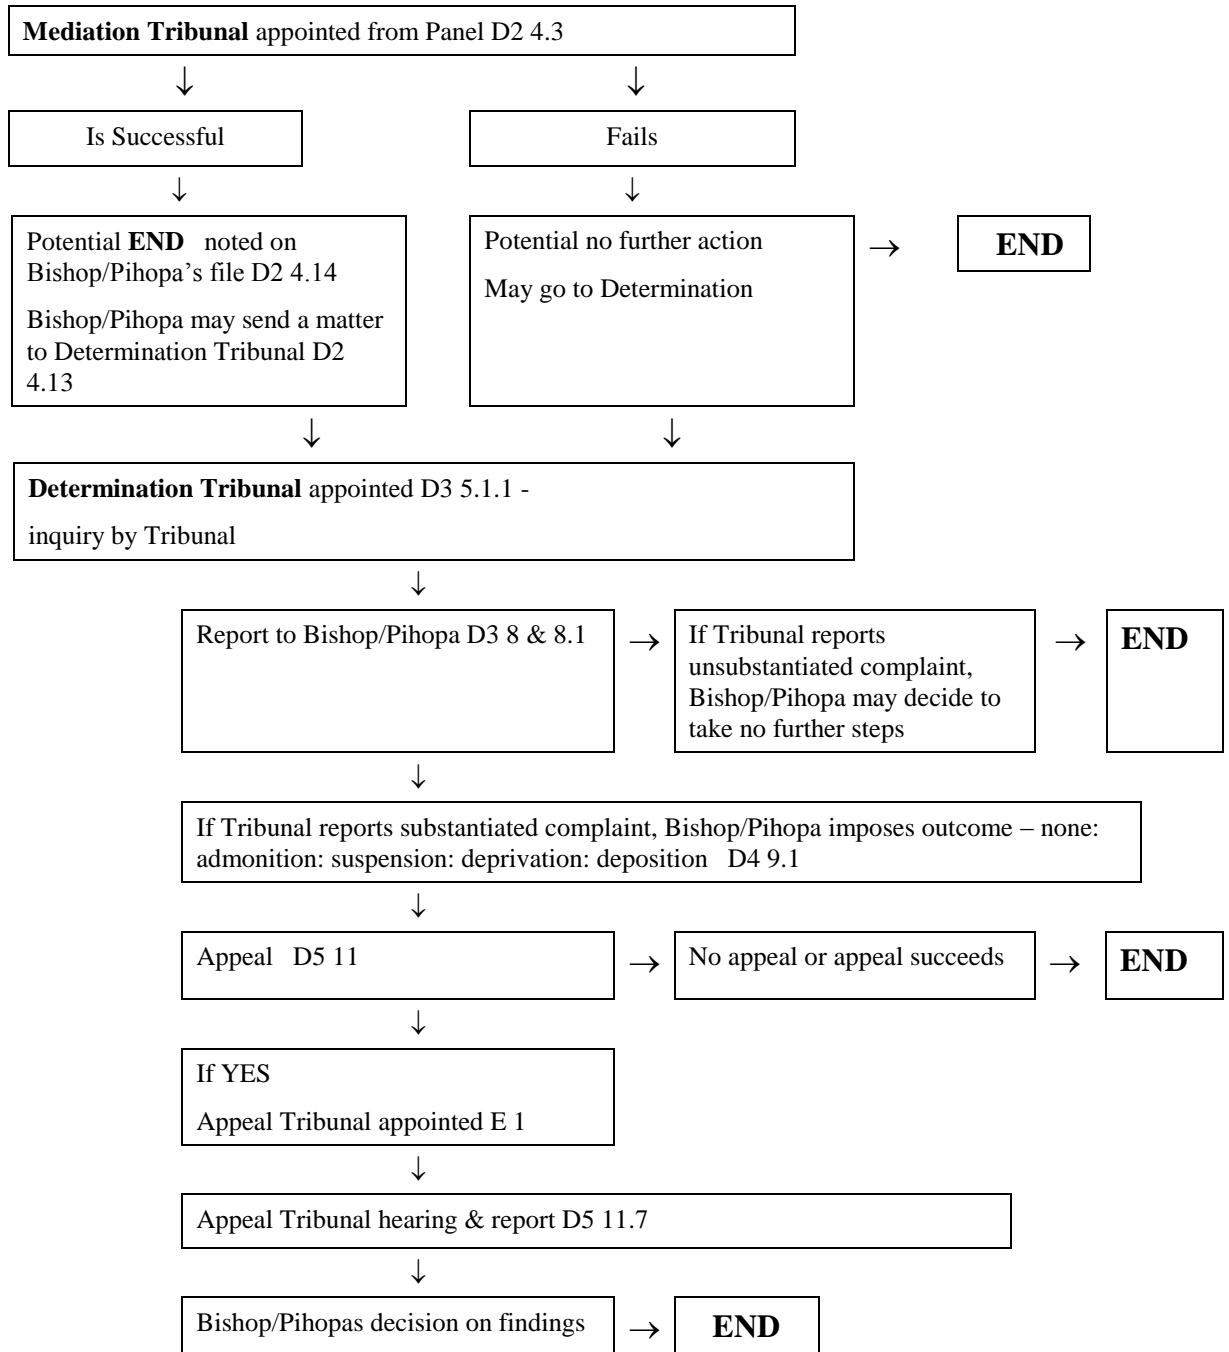 Mediation Tribunal appointed from Panel D2 4.3
↓ ↓
Is Successful
Fails
↓ ↓
Potential END noted on
Bishop/Pihopa’s file D2 4.14
Bishop/Pihopa may send a matter
to Determination Tribunal D2
4.13
Potential no further action
May go to Determination
→
END
↓ ↓
Determination Tribunal appointed D3 5.1.1 -
inquiry by Tribunal
↓
Report to Bishop/Pihopa D3 8 & 8.1
→
If Tribunal reports
unsubstantiated complaint,
Bishop/Pihopa may decide to
take no further steps
→
END
↓
If Tribunal reports substantiated complaint, Bishop/Pihopa imposes outcome – none:
admonition: suspension: deprivation: deposition D4 9.1
↓
Appeal D5 11
→
No appeal or appeal succeeds
→
END
↓
If YES
Appeal Tribunal appointed E 1
↓
Appeal Tribunal hearing & report D5 11.7
↓
Bishop/Pihopas decision on findings
→
END